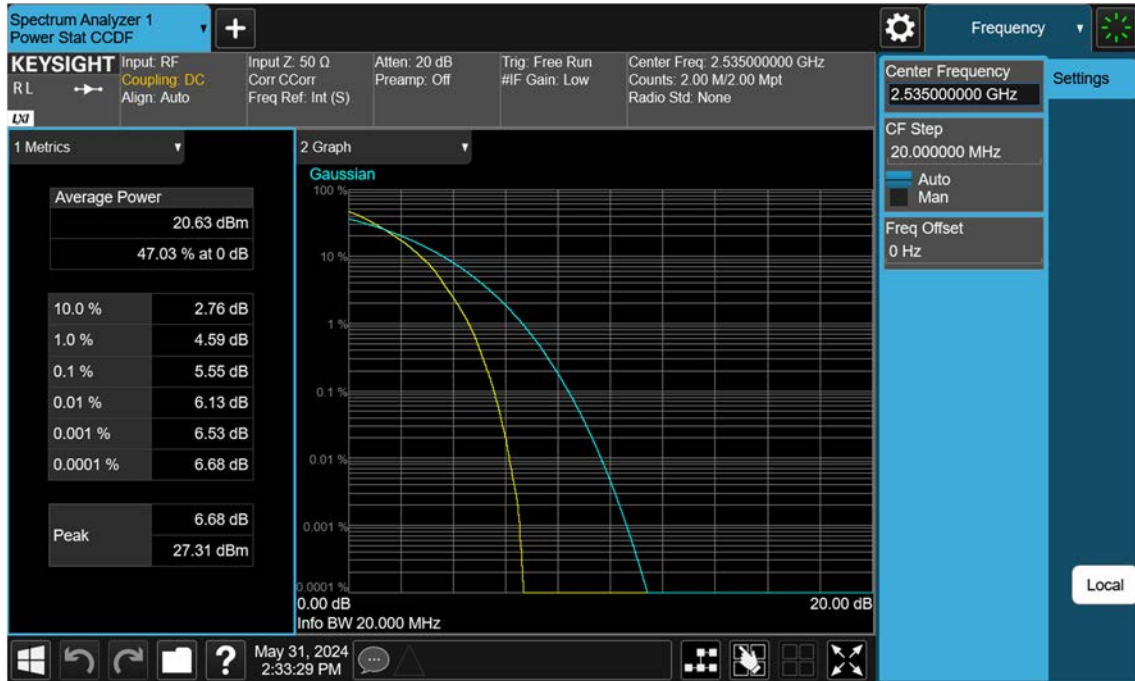 Spectrum Analyzer 1
Power Stat CCDF
+
Frequency
KEYSIGHT
RL
LXI
Input: RF
Coupling: DC
Align: Auto
Input Z: 50 Ω
Corr CCorr
Freq Ref: Int (S)
Atten: 20 dB
Preamp: Off
Trig: Free Run
#IF Gain: Low
Center Freq: 2.535000000 GHz
Counts: 2.00 M/2.00 Mpt
Radio Std: None
1 Metrics
Average Power
20.63 dBm
47.03 % at 0 dB
10.0 % 2.76 dB
1.0 % 4.59 dB
0.1 % 5.55 dB
0.01 % 6.13 dB
0.001 % 6.53 dB
0.0001 % 6.68 dB
Peak
6.68 dB
27.31 dBm
2 Graph
Gaussian
100 %
10 %
1 %
0.1 %
0.01 %
0.001 %
0.0001 %
0.00 dB 20.00 dB
Info BW 20.000 MHz
Center Frequency
2.535000000 GHz
CF Step
20.000000 MHz
Auto
Man
Freq Offset
0 Hz
Settings
Local
?
May 31, 2024
2:33:29 PM